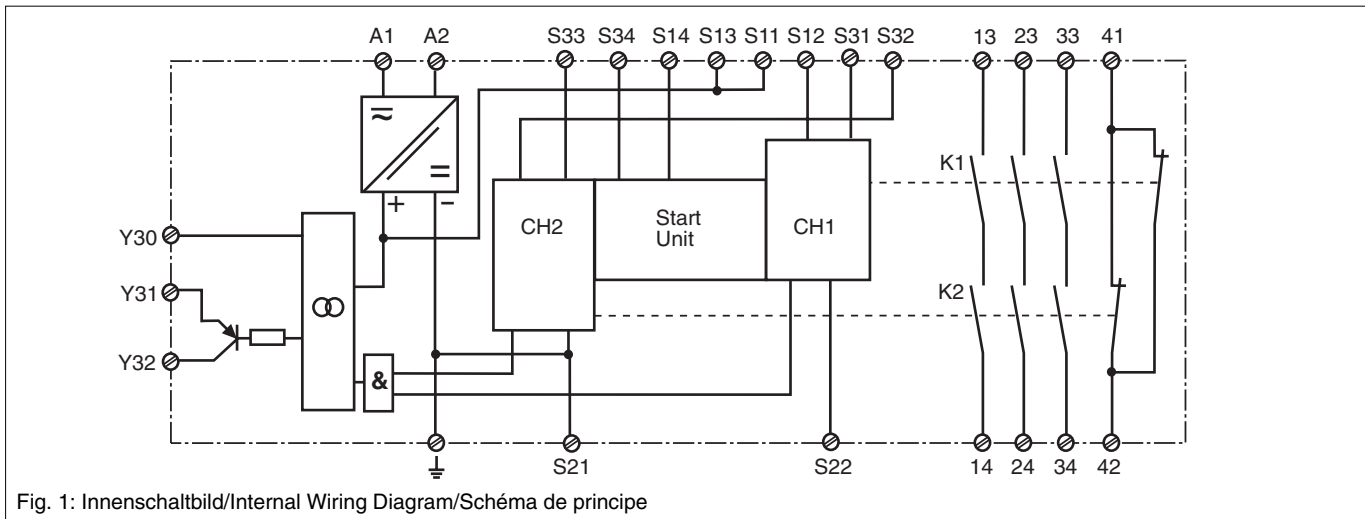 A1 A2 S33 S34 S14 S13 S11 S12 S31 S32 13 23 33 41
K1
+ −
CH2 Start Unit CH1
Y30
Y31
K2
Y32
&
S21 S22 14 24 34 42
Fig. 1: Innenschaltbild/Internal Wiring Diagram/Schéma de principe